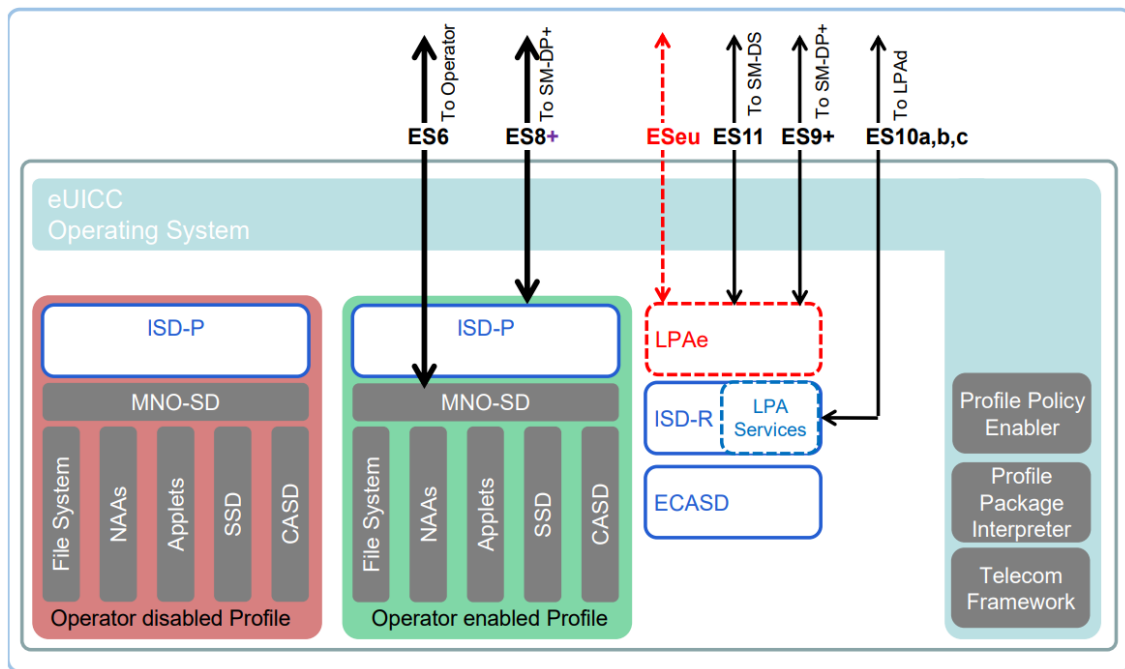 To Operator
To SM-DP+
To SM-DS
To SM-DP+
To LPAd
ES6
ES8+
ESeu
ES11
ES9+
ES10a,b,c
eUICC
Operating System
ISD-P
MNO-SD
File System
NAAs
Applets
SSD
CASD
Operator disabled Profile
ISD-P
MNO-SD
File System
NAAs
Applets
SSD
CASD
Operator enabled Profile
LPAe
ISD-R
LPA
Services
ECASD
Profile Policy
Enabler
Profile
Package
Interpreter
Telecom
Framework